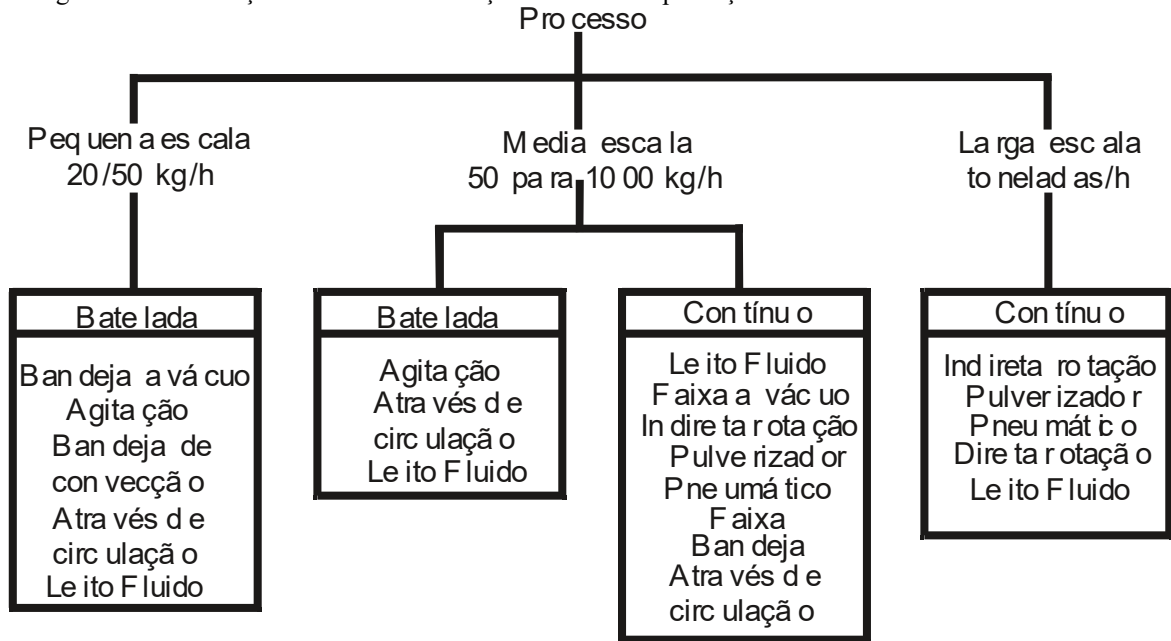 Processo
Pequena escala
20/50 kg/h
Media escala
50 para 1000 kg/h
Larga escala
toneladas/h
Batelada
Bandeja a vácuo
Agitação
Bandeja de
convecção
Através de
circulação
Leito Fluido
Batelada
Agitação
Através de
circulação
Leito Fluido
Contínuo
Leito Fluido
Faixa a vácuo
Indireta rotação
Pulverizador
Pneumático
Faixa
Bandeja
Através de
circulação
Contínuo
Indireta rotação
Pulverizador
Pneumático
Direta rotação
Leito Fluido